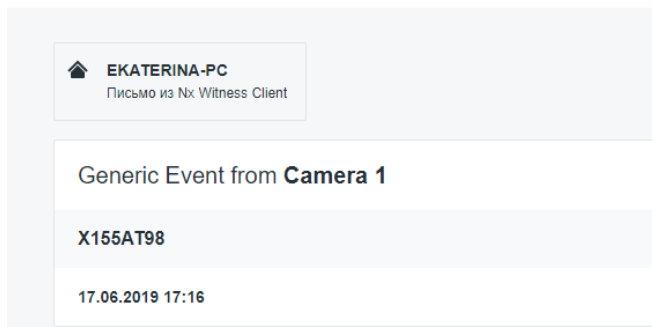 EKATERINA-PC
Письмо из Nx Witness Client
Generic Event from Camera 1
X155AT98
17.06.2019 17:16